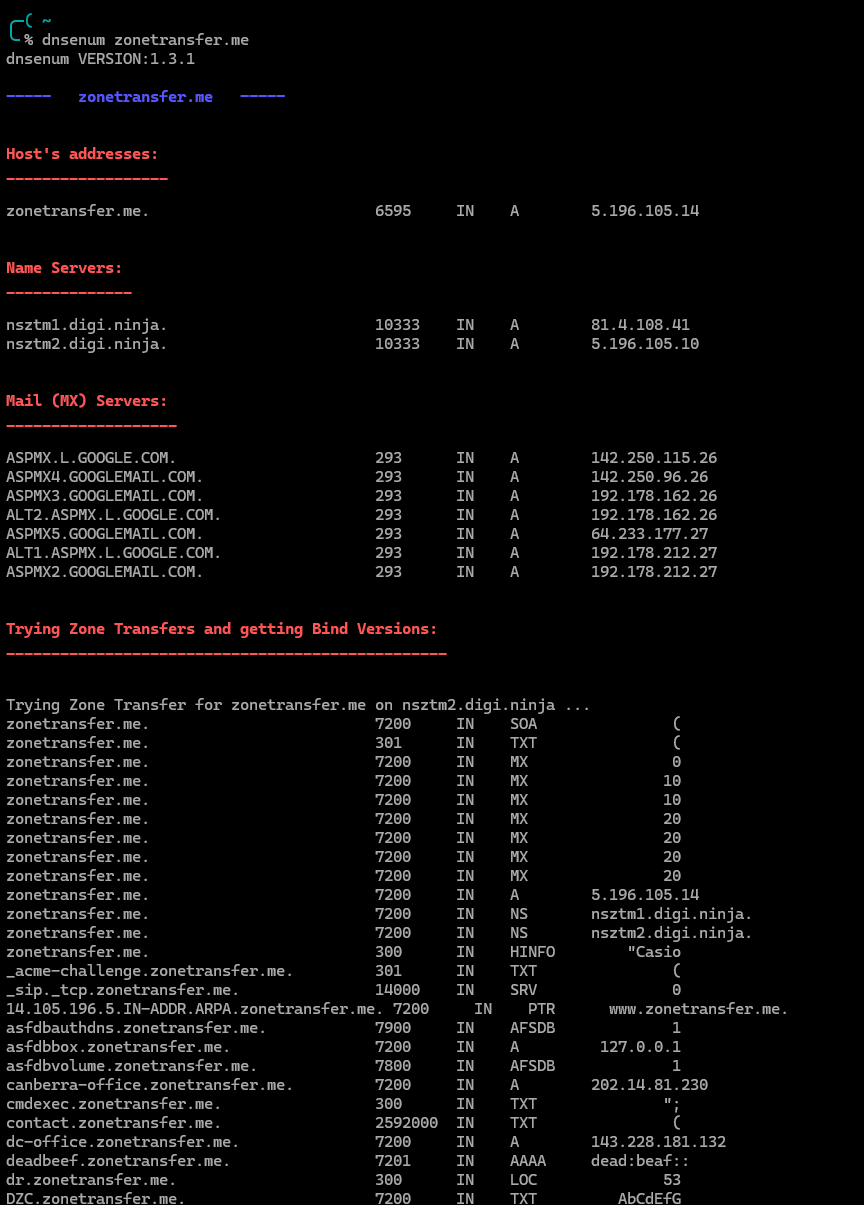 ~
% dnsenum zonetransfer.me
dnsenum VERSION:1.3.1
-----   zonetransfer.me   -----
Host's addresses:
__________________
zonetransfer.me.                         6595     IN    A        5.196.105.14
Name Servers:
______________
nsztm1.digi.ninja.                       10333    IN    A        81.4.108.41
nsztm2.digi.ninja.                       10333    IN    A        5.196.105.10
Mail (MX) Servers:
___________________
ASPMX.L.GOOGLE.COM.                      293      IN    A        142.250.115.26
ASPMX4.GOOGLEMAIL.COM.                   293      IN    A        142.250.96.26
ASPMX3.GOOGLEMAIL.COM.                   293      IN    A        192.178.162.26
ALT2.ASPMX.L.GOOGLE.COM.                 293      IN    A        192.178.162.26
ASPMX5.GOOGLEMAIL.COM.                   293      IN    A        64.233.177.27
ALT1.ASPMX.L.GOOGLE.COM.                 293      IN    A        192.178.212.27
ASPMX2.GOOGLEMAIL.COM.                   293      IN    A        192.178.212.27
Trying Zone Transfers and getting Bind Versions:
_________________________________________________
Trying Zone Transfer for zonetransfer.me on nsztm2.digi.ninja ...
zonetransfer.me.                         7200     IN    SOA               (
zonetransfer.me.                         301      IN    TXT               (
zonetransfer.me.                         7200     IN    MX                0
zonetransfer.me.                         7200     IN    MX               10
zonetransfer.me.                         7200     IN    MX               10
zonetransfer.me.                         7200     IN    MX               20
zonetransfer.me.                         7200     IN    MX               20
zonetransfer.me.                         7200     IN    MX               20
zonetransfer.me.                         7200     IN    MX               20
zonetransfer.me.                         7200     IN    A        5.196.105.14
zonetransfer.me.                         7200     IN    NS       nsztm1.digi.ninja.
zonetransfer.me.                         7200     IN    NS       nsztm2.digi.ninja.
zonetransfer.me.                         300      IN    HINFO        "Casio
_acme-challenge.zonetransfer.me.         301      IN    TXT               (
_sip._tcp.zonetransfer.me.               14000    IN    SRV               0
14.105.196.5.IN-ADDR.ARPA.zonetransfer.me. 7200     IN    PTR      www.zonetransfer.me.
asfdbauthdns.zonetransfer.me.            7900     IN    AFSDB             1
asfdbbox.zonetransfer.me.                7200     IN    A         127.0.0.1
asfdbvolume.zonetransfer.me.             7800     IN    AFSDB             1
canberra-office.zonetransfer.me.         7200     IN    A        202.14.81.230
cmdexec.zonetransfer.me.                 300      IN    TXT              ";
contact.zonetransfer.me.                 2592000  IN    TXT               (
dc-office.zonetransfer.me.               7200     IN    A        143.228.181.132
deadbeef.zonetransfer.me.                7201     IN    AAAA     dead:beaf::
dr.zonetransfer.me.                      300      IN    LOC              53
DZC.zonetransfer.me.                     7200     IN    TXT         AbCdEfG